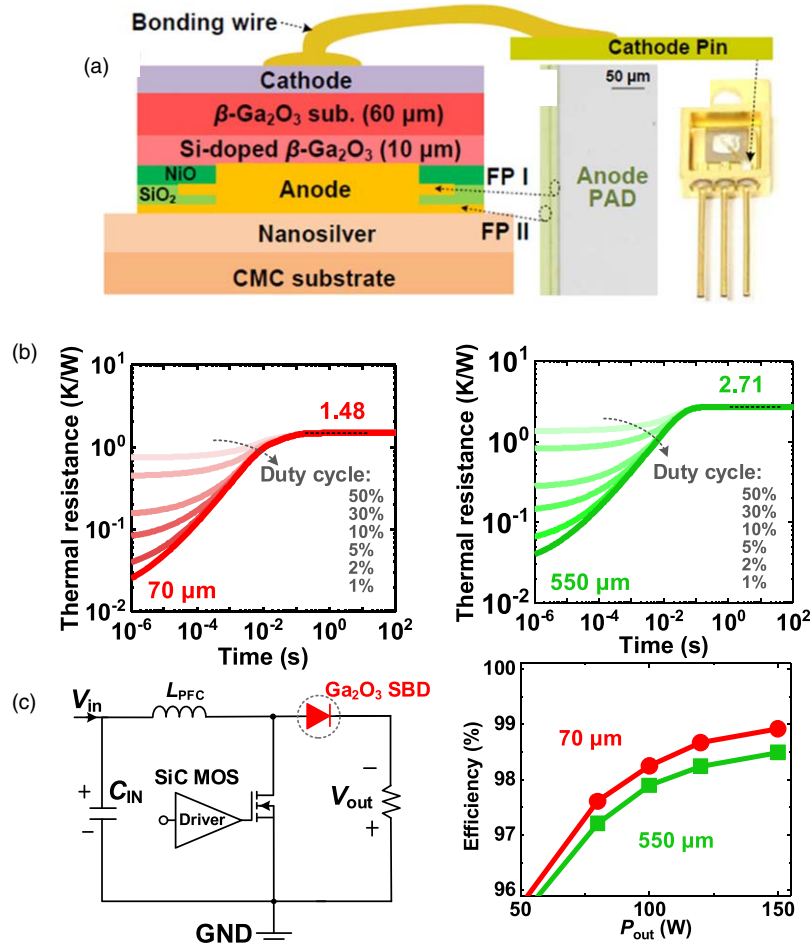 Bonding wire
Cathode Pin
(a)
50 μm
Cathode
β-Ga₂O₃ sub. (60 μm)
Si-doped β-Ga₂O₃ (10 μm)
NiO
FP I
SiO₂
Anode
Anode
PAD
FP II
Nanosilver
CMC substrate
(b)
Thermal resistance (K/W)
10¹
10⁰
10⁻¹
10⁻²
1.48
Duty cycle:
50%
30%
10%
5%
2%
1%
70 μm
10⁻⁶ 10⁻⁴ 10⁻² 10⁰ 10²
Time (s)
Thermal resistance (K/W)
10¹
10⁰
10⁻¹
10⁻²
2.71
Duty cycle:
50%
30%
10%
5%
2%
1%
550 μm
10⁻⁶ 10⁻⁴ 10⁻² 10⁰ 10²
Time (s)
(c)
Vin
LPFC
Ga₂O₃ SBD
+
CIN
−
SiC MOS
Driver
−
Vout
+
GND
Efficiency (%)
100
99
98
97
96
70 μm
550 μm
50 100 150
Pout (W)